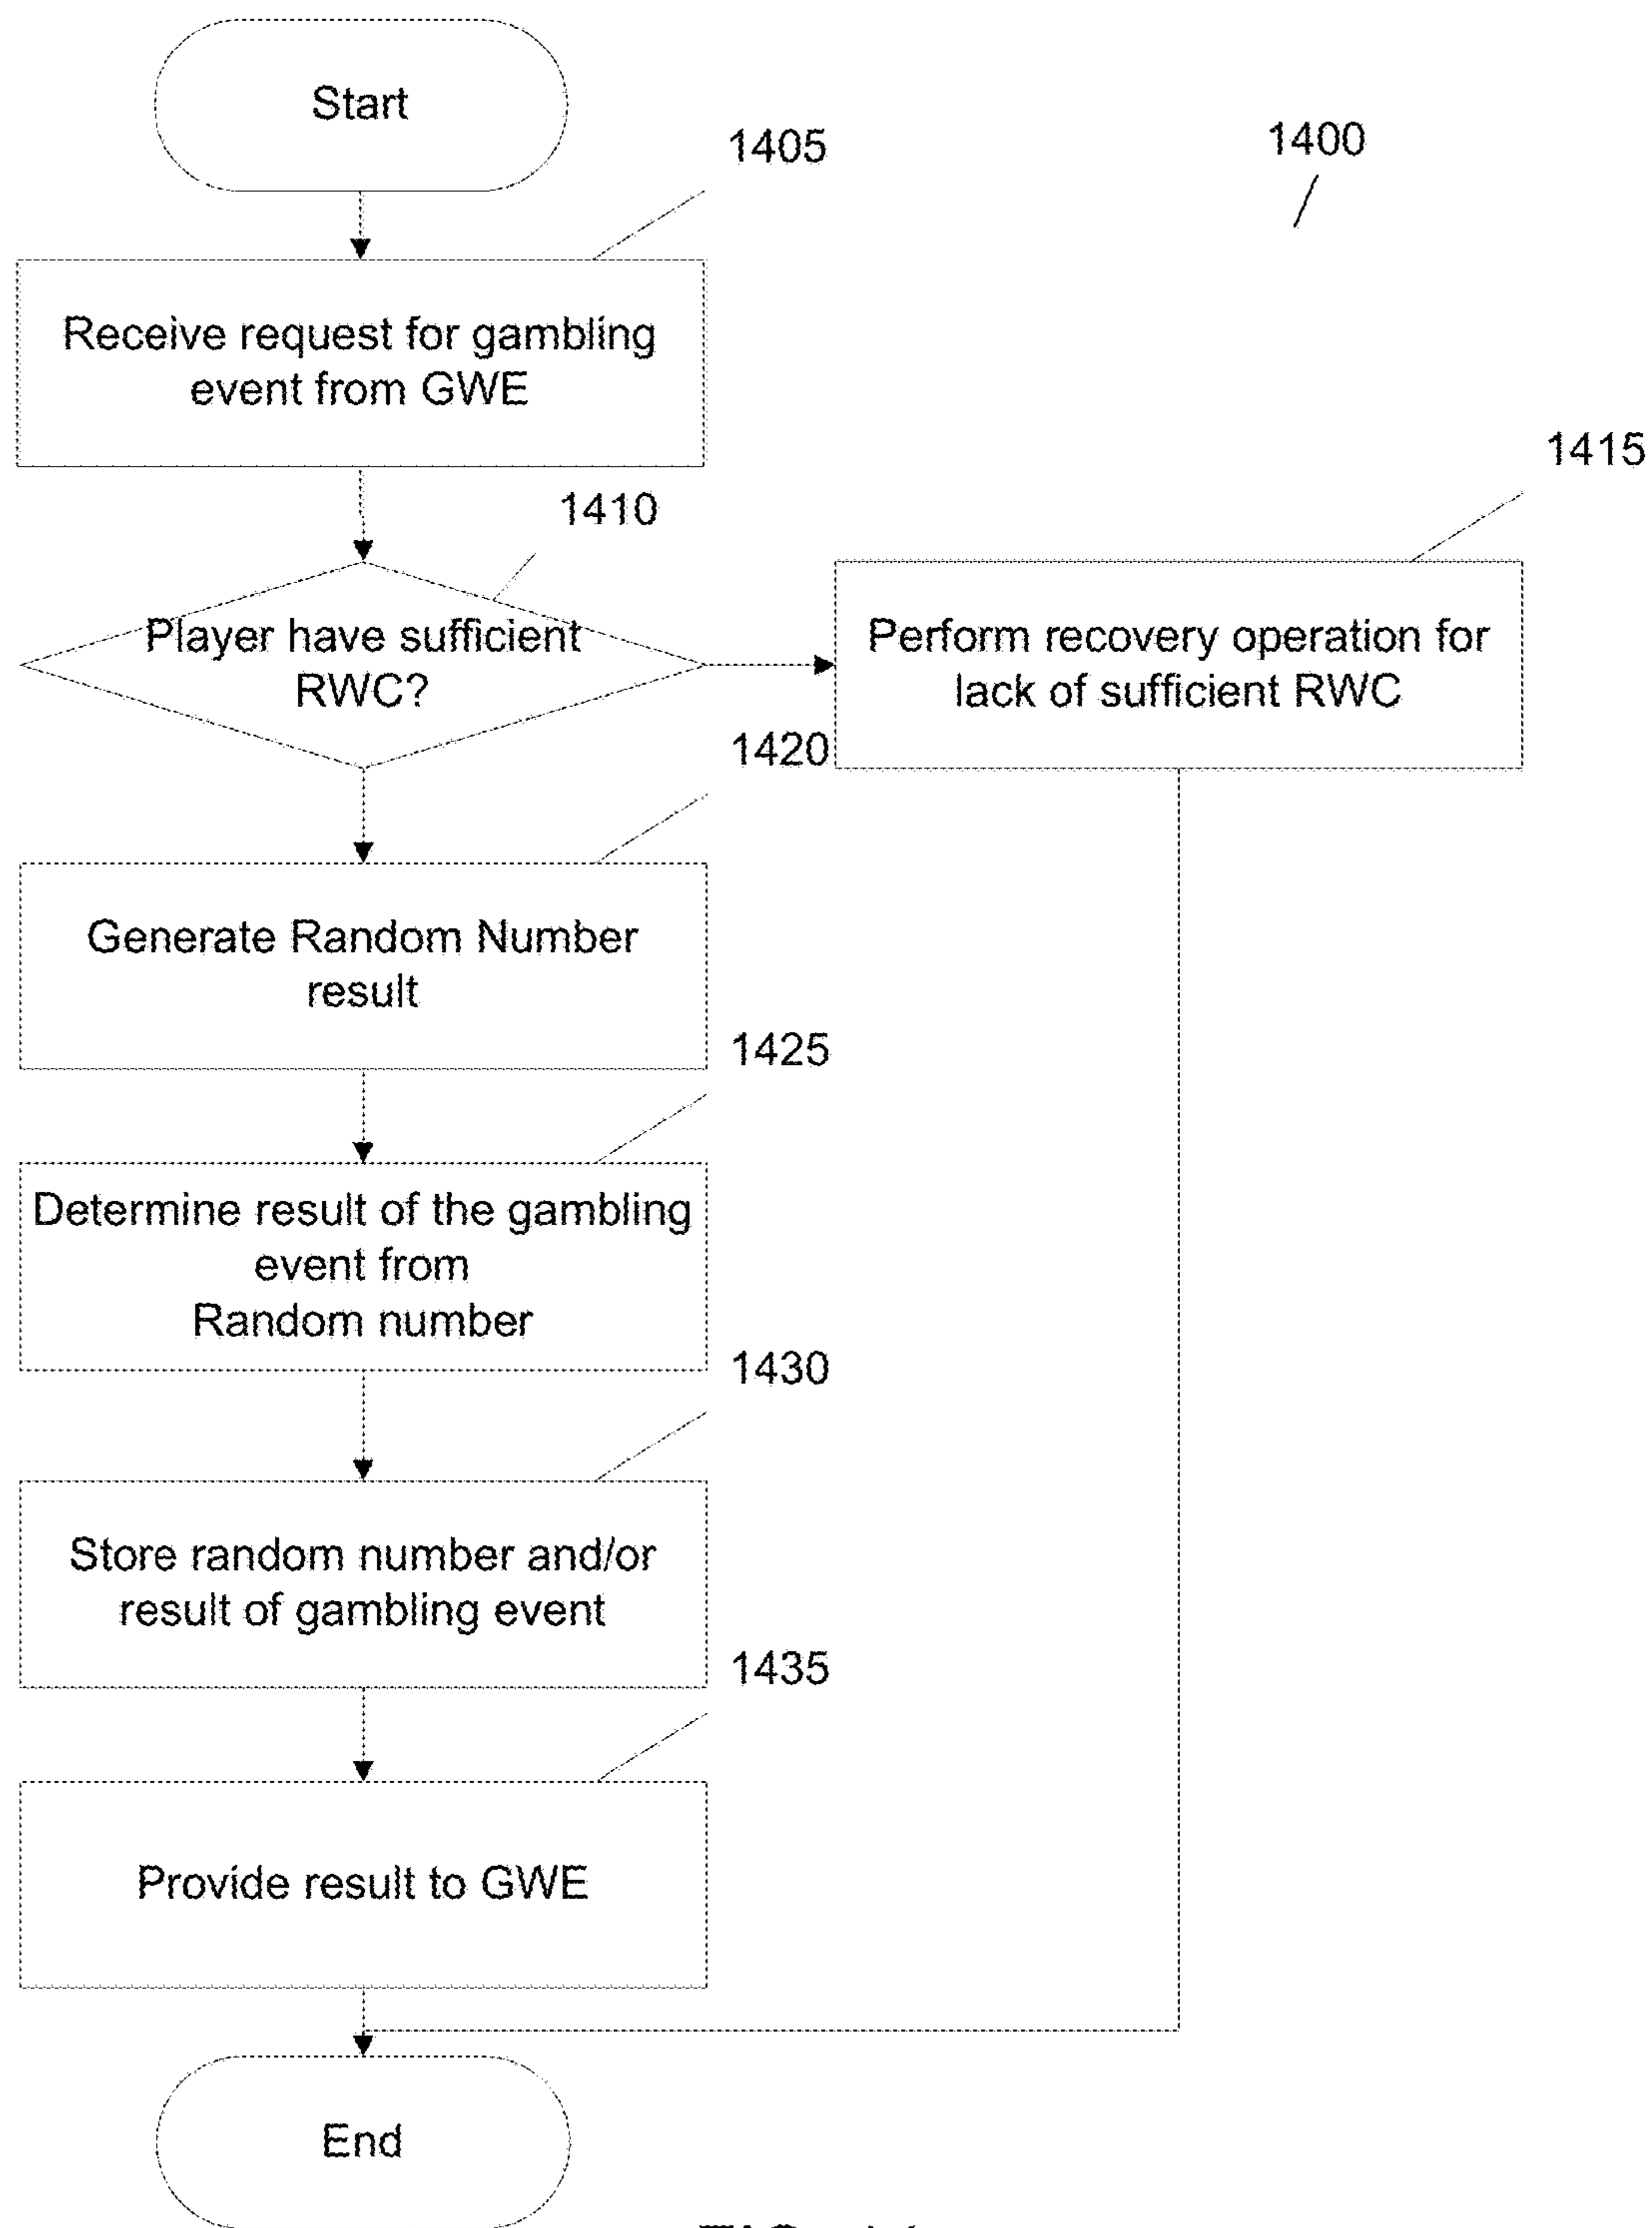 Start
1405
1400
Receive request for gambling
event from GWE
1410
1415
Player have sufficient
RWC?
Perform recovery operation for
lack of sufficient RWC
1420
Generate Random Number
result
1425
Determine result of the gambling
event from
Random number
1430
Store random number and/or
result of gambling event
1435
Provide result to GWE
End